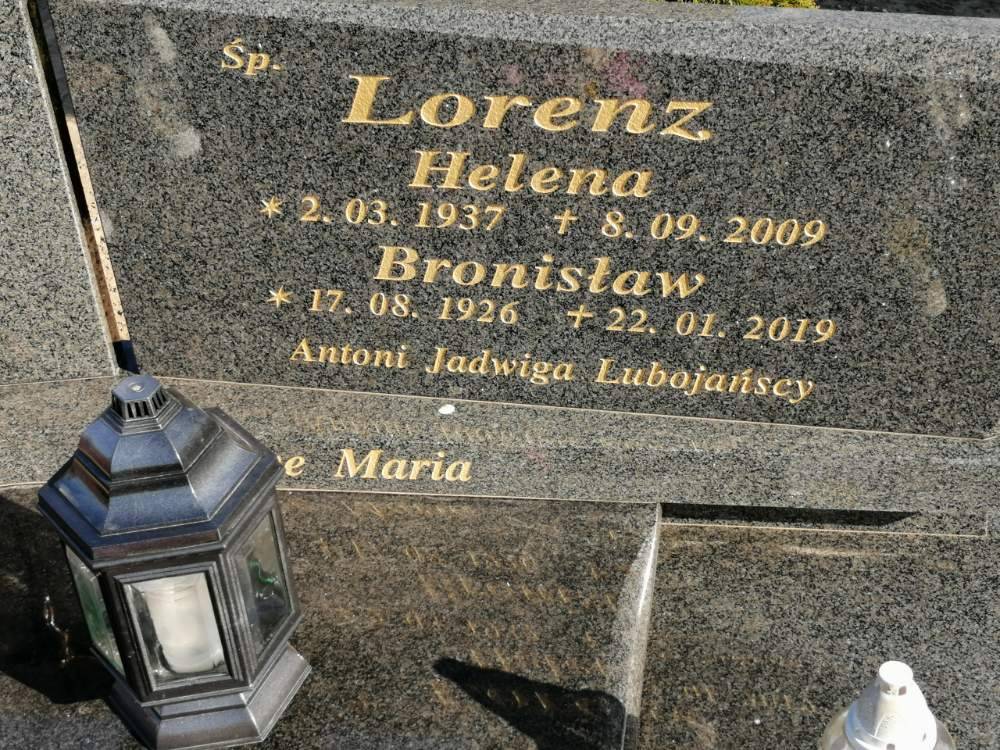 Śp.
Lorenz
Helena
* 2. 03. 1937 + 8. 09. 2009
Bronisław
* 17. 08. 1926 + 22. 01. 2019
Antoni Jadwiga Lubojańscy
Maria